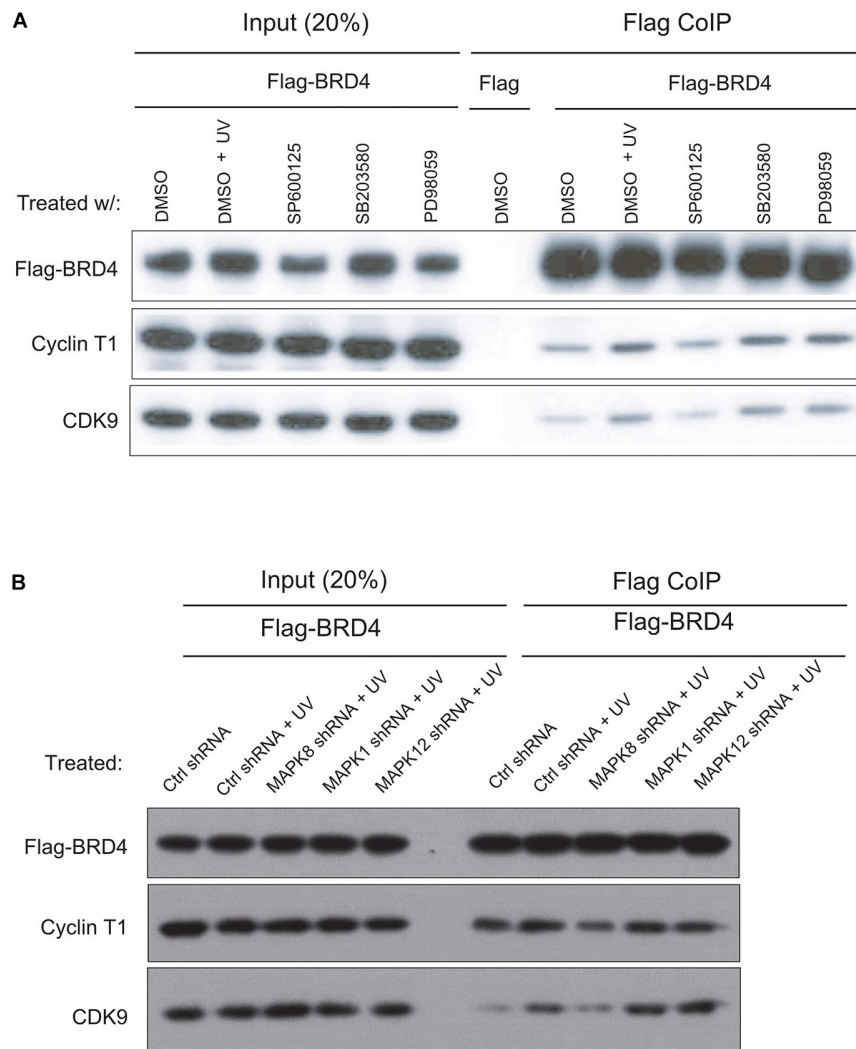 A
Input (20%) Flag CoIP
Flag-BRD4 Flag Flag-BRD4
Treated w/: DMSO DMSO + UV SP600125 SB203580 PD98059 DMSO DMSO DMSO + UV SP600125 SB203580 PD98059
Flag-BRD4
Cyclin T1
CDK9
B
Input (20%) Flag CoIP
Flag-BRD4 Flag-BRD4
Treated: Ctrl shRNA Ctrl shRNA + UV MAPK8 shRNA + UV MAPK1 shRNA + UV MAPK12 shRNA + UV Ctrl shRNA Ctrl shRNA + UV MAPK8 shRNA + UV MAPK1 shRNA + UV MAPK12 shRNA + UV
Flag-BRD4
Cyclin T1
CDK9